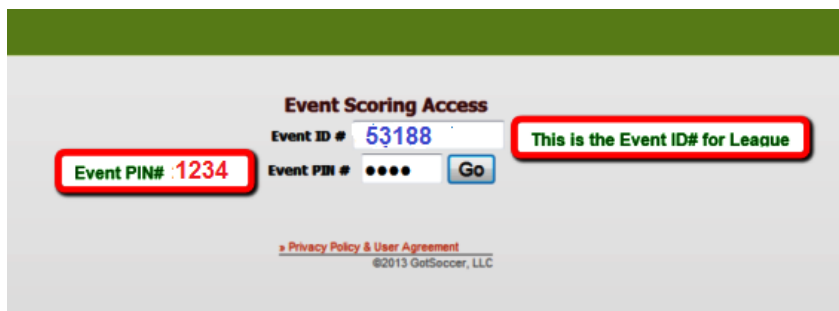 Event Scoring Access
Event ID # 53188
This is the Event ID# for League
Event PIN# :1234
Event PIN # ●●●● Go
» Privacy Policy & User Agreement
©2013 GotSoccer, LLC